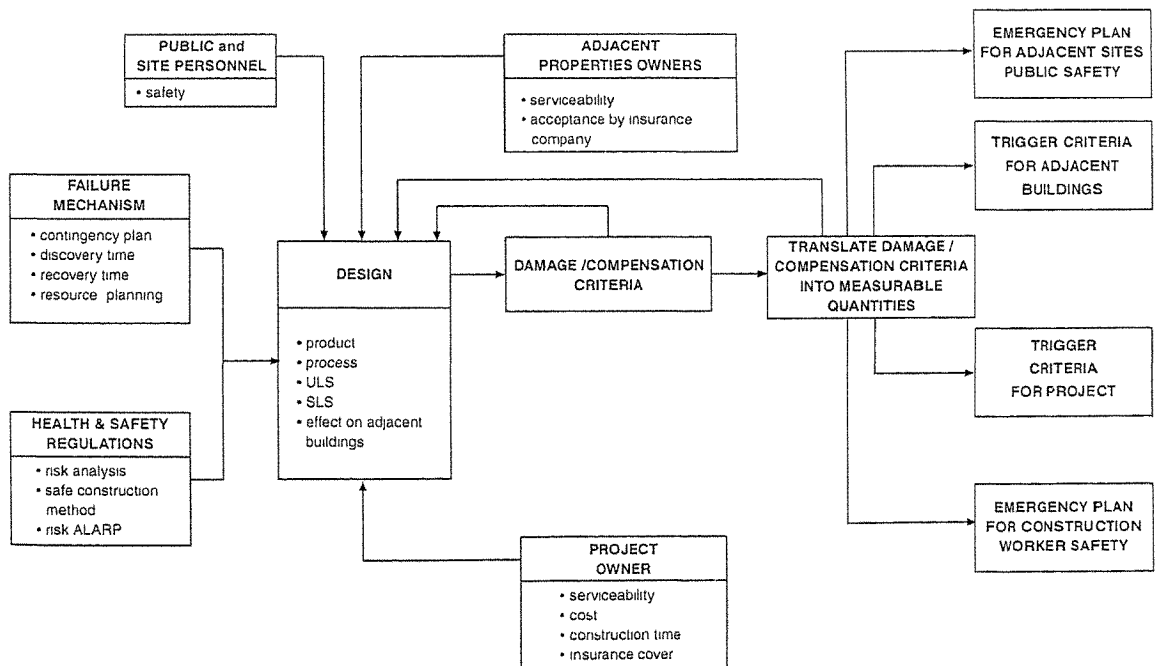 PUBLIC and
SITE PERSONNEL
• safety
ADJACENT
PROPERTIES OWNERS
• serviceability
• acceptance by insurance
company
EMERGENCY PLAN
FOR ADJACENT SITES
PUBLIC SAFETY
TRIGGER CRITERIA
FOR ADJACENT
BUILDINGS
FAILURE
MECHANISM
• contingency plan
• discovery time
• recovery time
• resource planning
DESIGN
• product
• process
• ULS
• SLS
• effect on adjacent
buildings
DAMAGE /COMPENSATION
CRITERIA
TRANSLATE DAMAGE /
COMPENSATION CRITERIA
INTO MEASURABLE
QUANTITIES
TRIGGER
CRITERIA
FOR PROJECT
HEALTH & SAFETY
REGULATIONS
• risk analysis
• safe construction
method
• risk ALARP
EMERGENCY PLAN
FOR CONSTRUCTION
WORKER SAFETY
PROJECT
OWNER
• serviceability
• cost
• construction time
• insurance cover